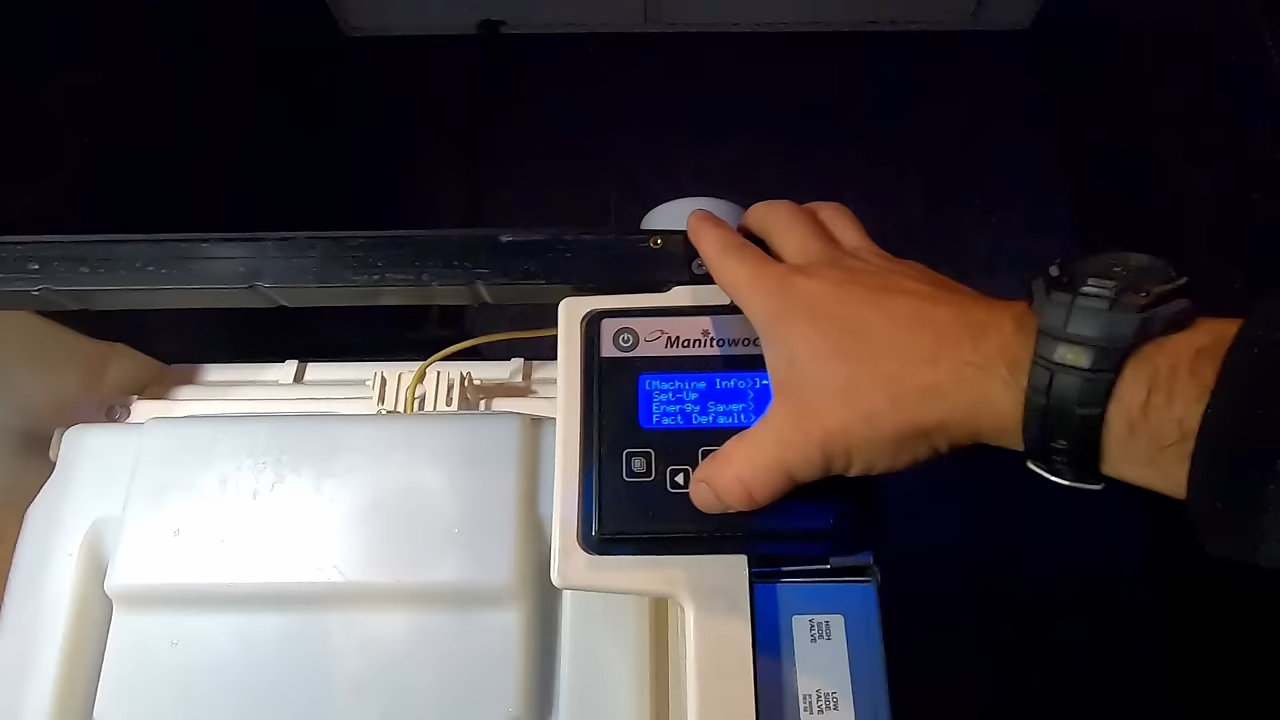 Manitowoc
[Machine Info>]
Set-Up >
Energy Saver>
Fact Default>
HIGH
SIDE
VALVE
LOW
SIDE
VALVE